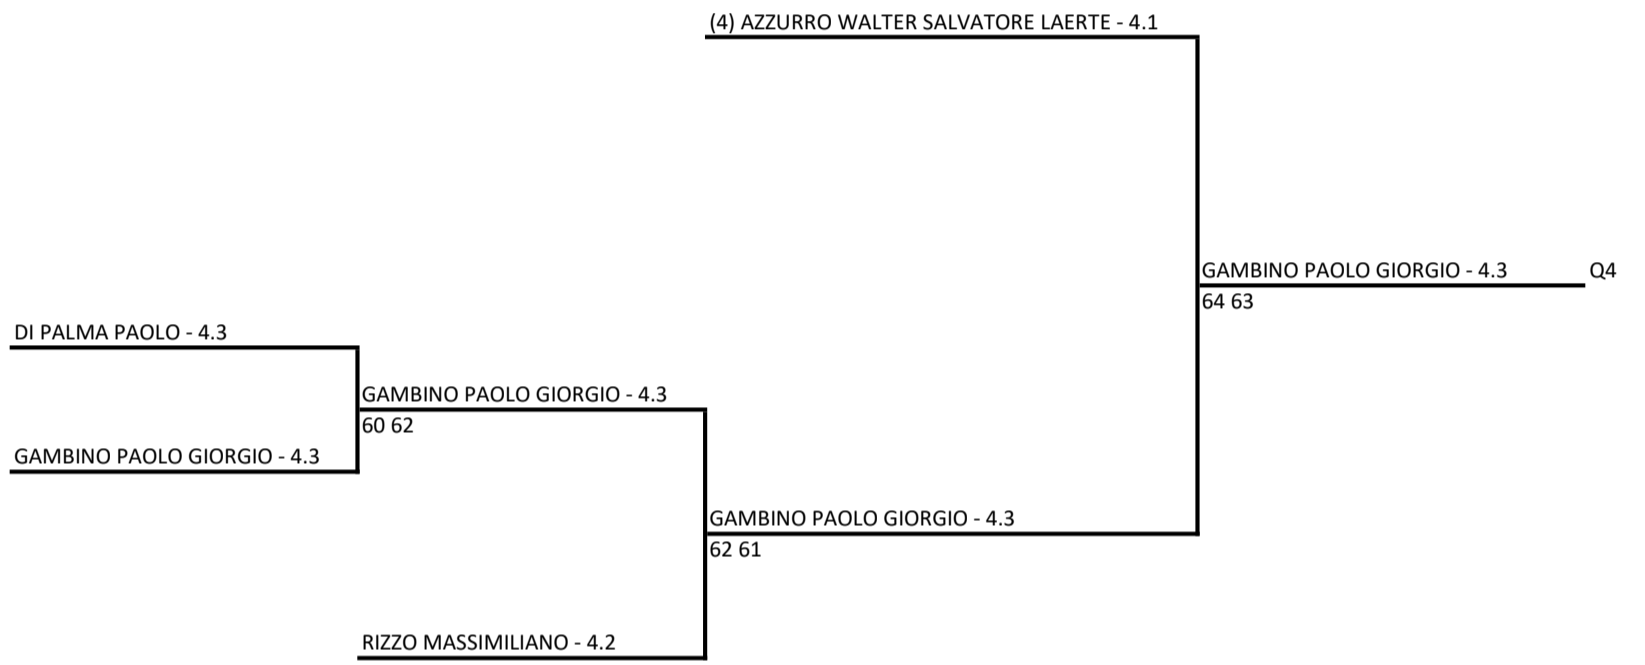 (4) AZZURRO WALTER SALVATORE LAERTE - 4.1
GAMBINO PAOLO GIORGIO - 4.3
Q4
64 63
DI PALMA PAOLO - 4.3
GAMBINO PAOLO GIORGIO - 4.3
60 62
GAMBINO PAOLO GIORGIO - 4.3
GAMBINO PAOLO GIORGIO - 4.3
62 61
RIZZO MASSIMILIANO - 4.2